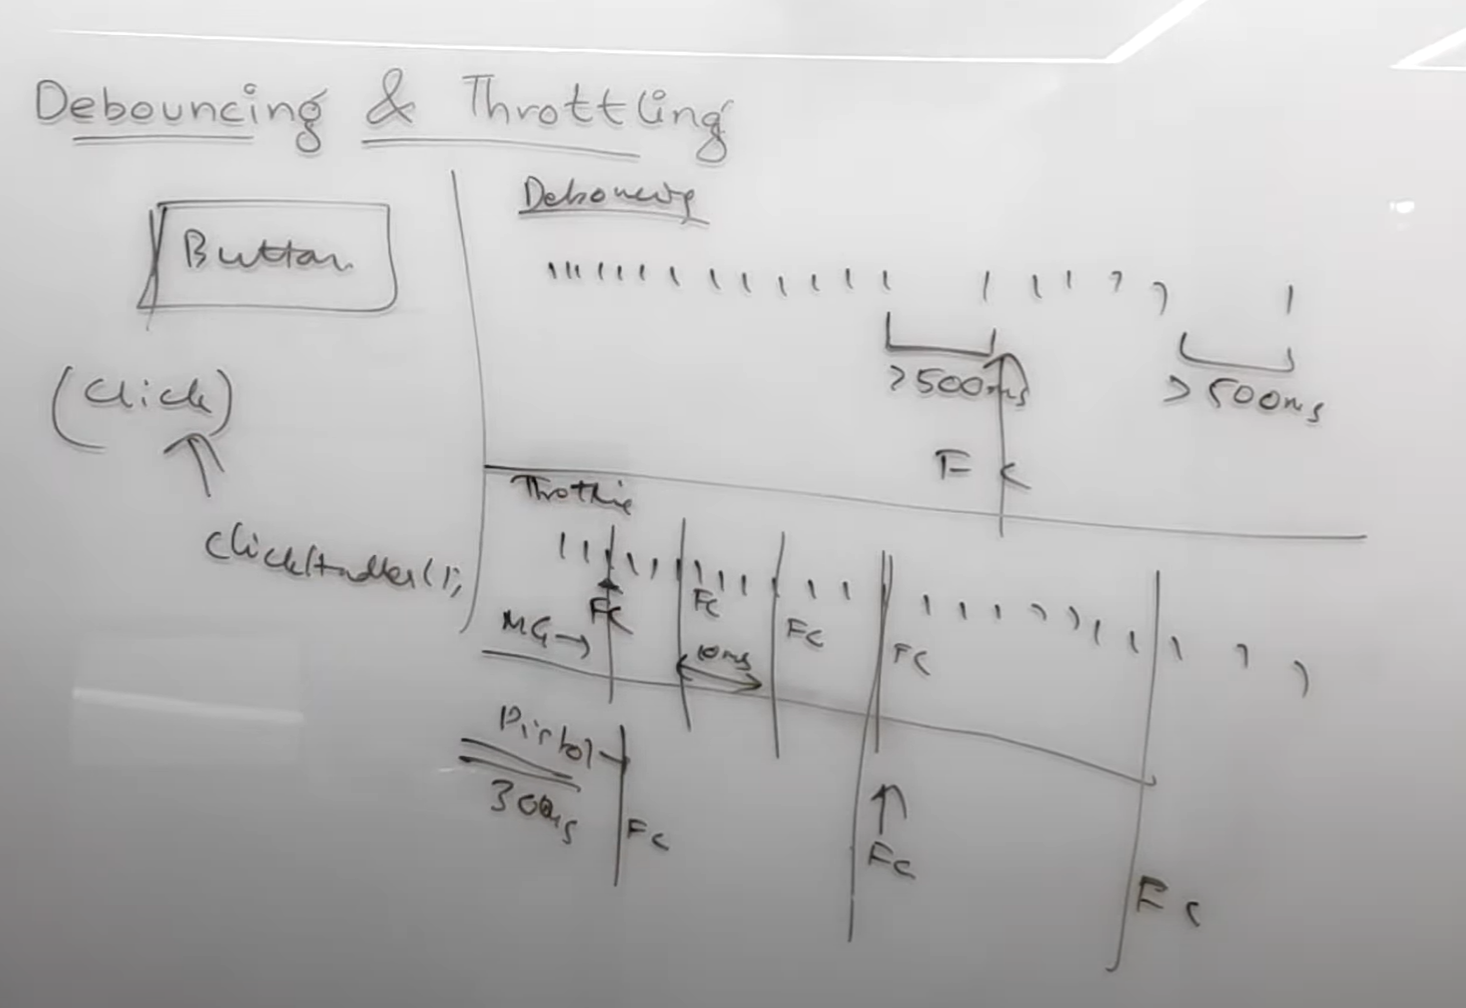 Debouncing & Throttling
Button
(Click)
clickHandler();
Debouncing
>500ms
>500ms
FC
Throttling
FC
FC
FC
FC
MG →
10ms
Pistol
300ms
FC
FC
FC